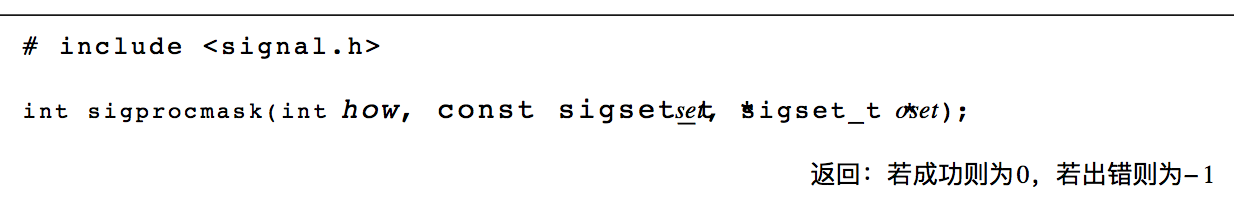 # include <signal.h>
int sigprocmask(int how, const sigset_t *set, sigset_t *oset);
返回：若成功则为0，若出错则为-1